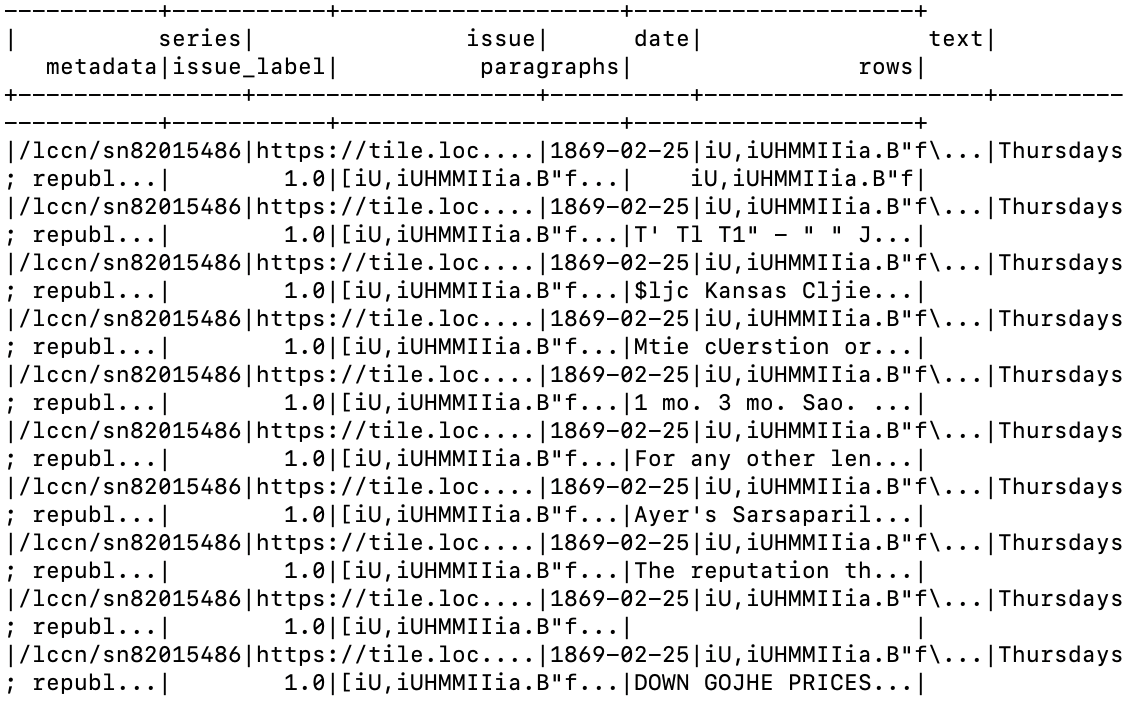 -----------+-----------+--------------------+--------------------+
|          series|               issue|      date|                text|
   metadata|issue_label|          paragraphs|                rows|
+----------------+--------------------+----------+--------------------+---------
-----------+-----------+--------------------+--------------------+
|/lccn/sn82015486|https://tile.loc....|1869-02-25|iU,iUHMMIIia.B"f\...|Thursdays
; republ...|        1.0|[iU,iUHMMIIia.B"f...|    iU,iUHMMIIia.B"f|
|/lccn/sn82015486|https://tile.loc....|1869-02-25|iU,iUHMMIIia.B"f\...|Thursdays
; republ...|        1.0|[iU,iUHMMIIia.B"f...|T' Tl T1" — " " J...|
|/lccn/sn82015486|https://tile.loc....|1869-02-25|iU,iUHMMIIia.B"f\...|Thursdays
; republ...|        1.0|[iU,iUHMMIIia.B"f...|$ljc Kansas Cljie...|
|/lccn/sn82015486|https://tile.loc....|1869-02-25|iU,iUHMMIIia.B"f\...|Thursdays
; republ...|        1.0|[iU,iUHMMIIia.B"f...|Mtie cUerstion or...|
|/lccn/sn82015486|https://tile.loc....|1869-02-25|iU,iUHMMIIia.B"f\...|Thursdays
; republ...|        1.0|[iU,iUHMMIIia.B"f...|1 mo. 3 mo. Sao. ...|
|/lccn/sn82015486|https://tile.loc....|1869-02-25|iU,iUHMMIIia.B"f\...|Thursdays
; republ...|        1.0|[iU,iUHMMIIia.B"f...|For any other len...|
|/lccn/sn82015486|https://tile.loc....|1869-02-25|iU,iUHMMIIia.B"f\...|Thursdays
; republ...|        1.0|[iU,iUHMMIIia.B"f...|Ayer's Sarsaparil...|
|/lccn/sn82015486|https://tile.loc....|1869-02-25|iU,iUHMMIIia.B"f\...|Thursdays
; republ...|        1.0|[iU,iUHMMIIia.B"f...|The reputation th...|
|/lccn/sn82015486|https://tile.loc....|1869-02-25|iU,iUHMMIIia.B"f\...|Thursdays
; republ...|        1.0|[iU,iUHMMIIia.B"f...|                    |
|/lccn/sn82015486|https://tile.loc....|1869-02-25|iU,iUHMMIIia.B"f\...|Thursdays
; republ...|        1.0|[iU,iUHMMIIia.B"f...|DOWN GOJHE PRICES...|